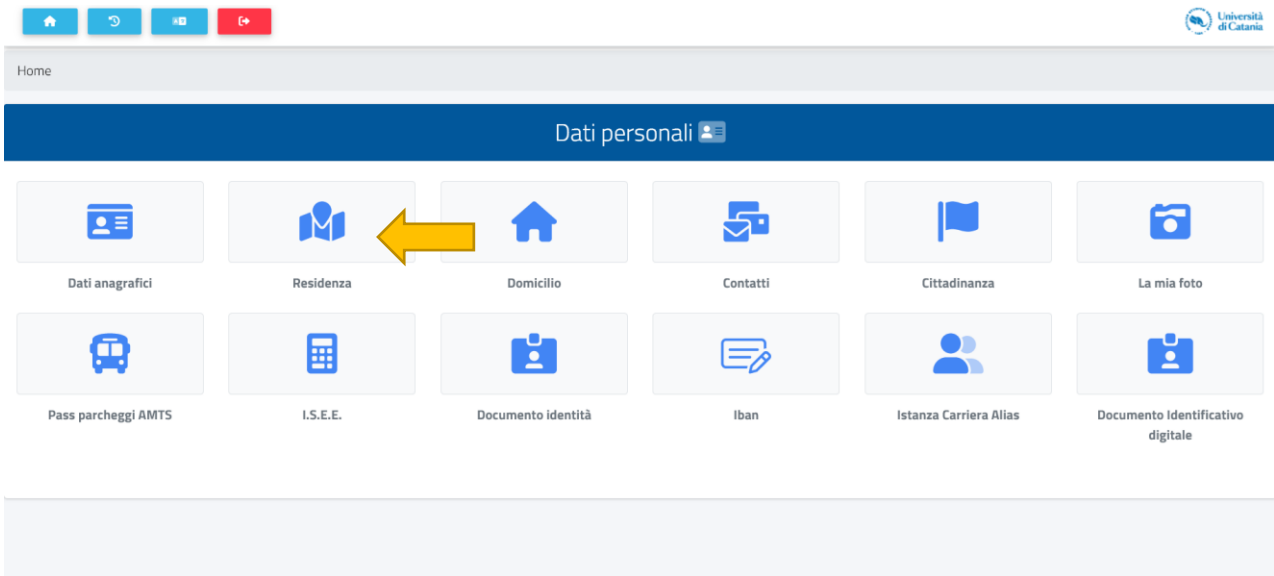 Università
di Catania
Home
Dati personali
Dati anagrafici
Residenza
Domicilio
Contatti
Cittadinanza
La mia foto
Pass parcheggi AMTS
I.S.E.E.
Documento identità
Iban
Istanza Carriera Alias
Documento Identificativo
digitale